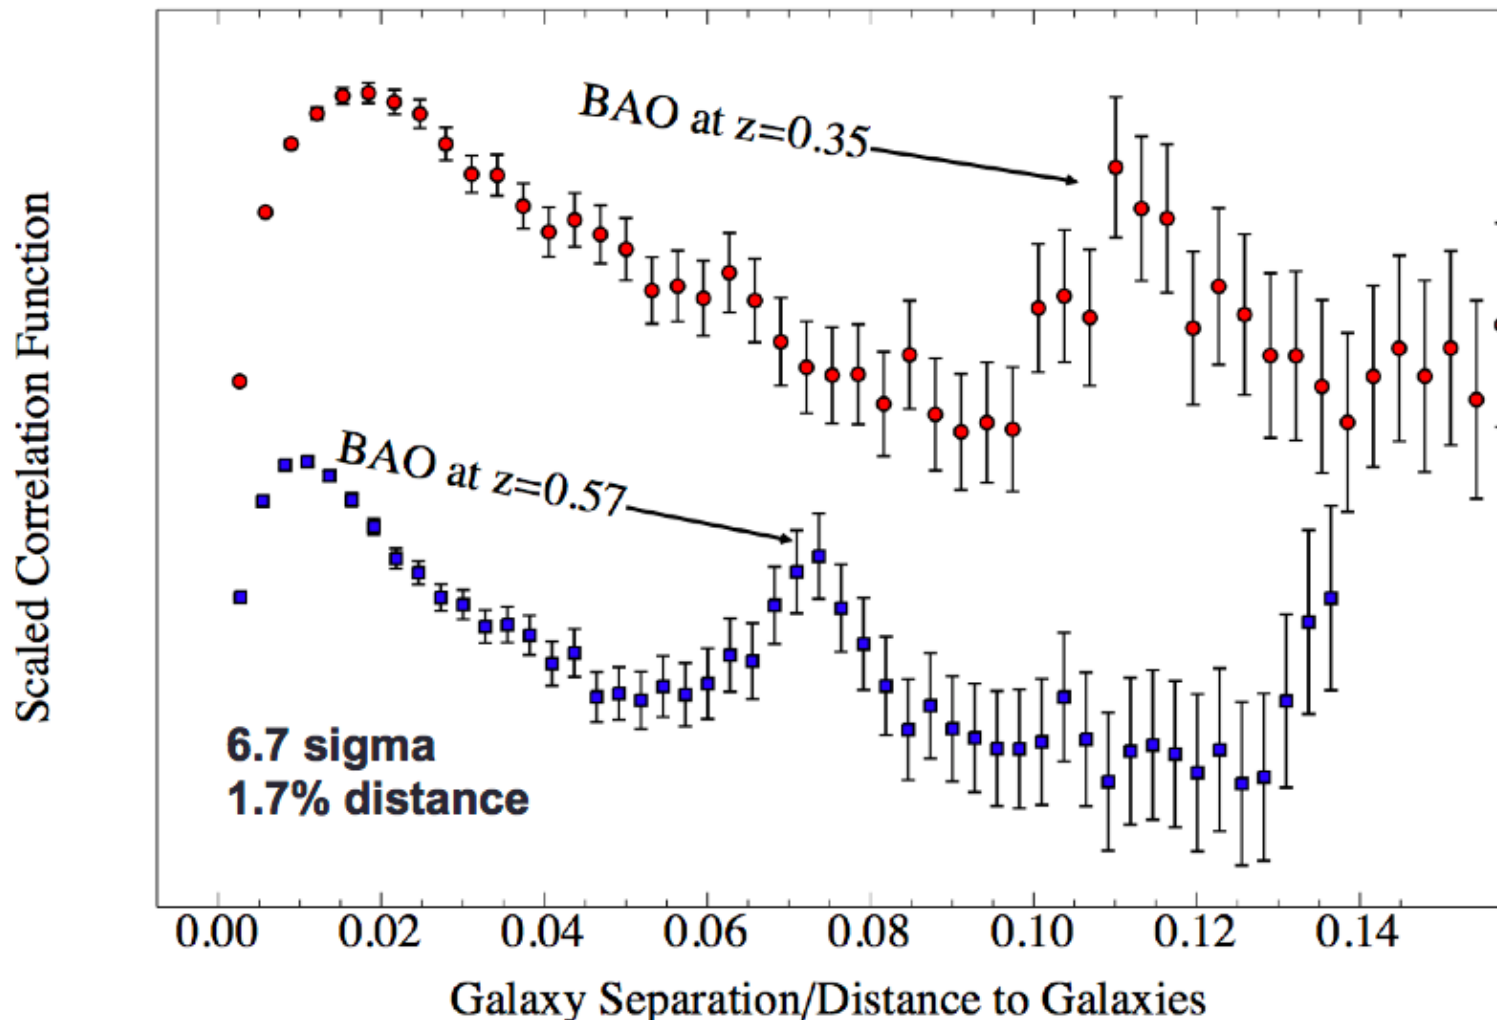 Scaled Correlation Function
BAO at z=0.35
BAO at z=0.57
6.7 sigma
1.7% distance
0.00 0.02 0.04 0.06 0.08 0.10 0.12 0.14
Galaxy Separation/Distance to Galaxies